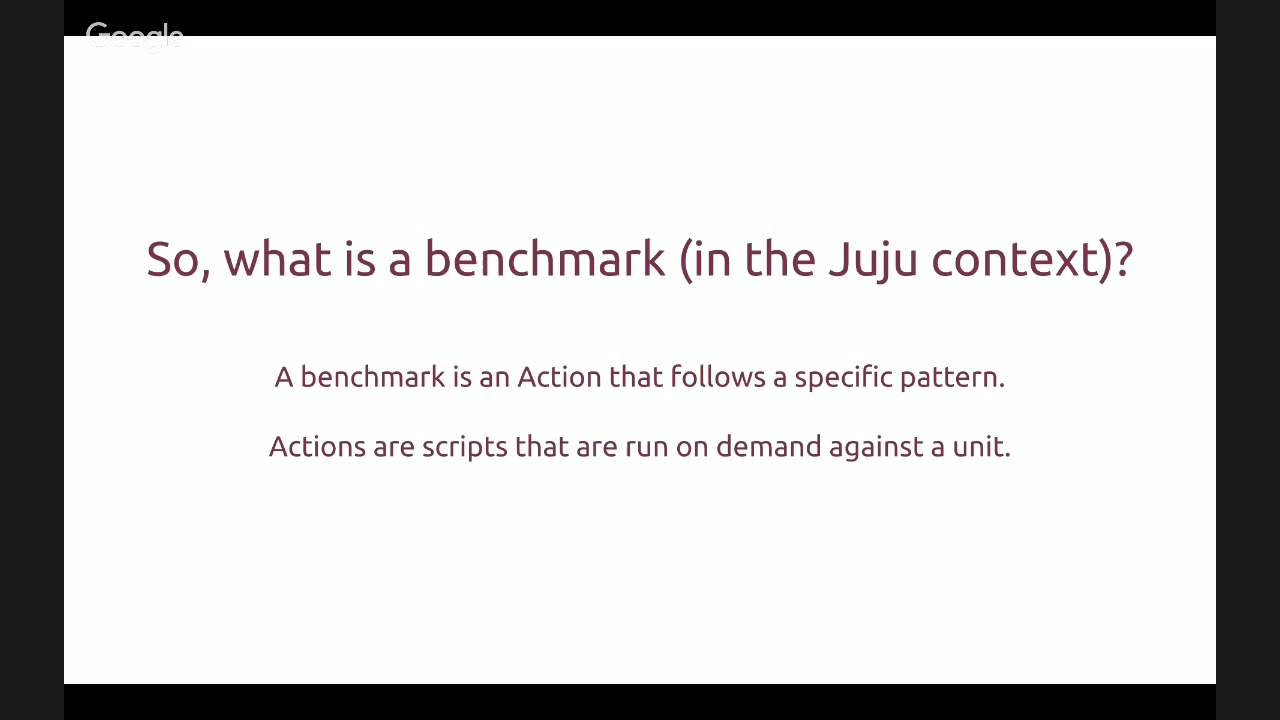 Google
So, what is a benchmark (in the Juju context)?
A benchmark is an Action that follows a specific pattern.
Actions are scripts that are run on demand against a unit.